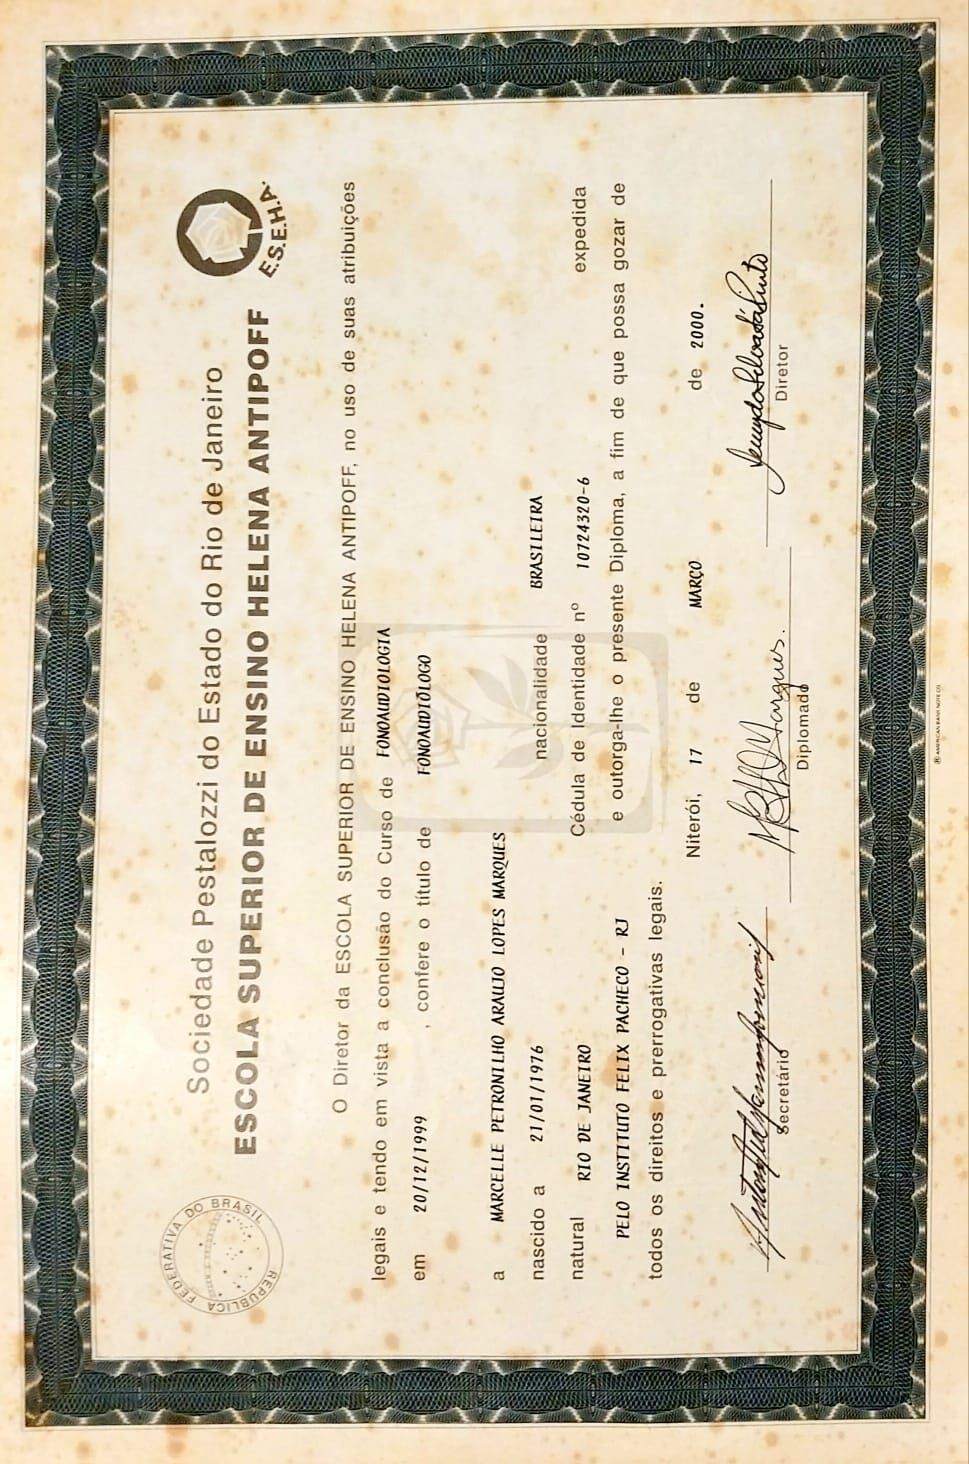 REPÚBLICA FEDERATIVA DO BRASIL
Sociedade Pestalozzi do Estado do Rio de Janeiro
ESCOLA SUPERIOR DE ENSINO HELENA ANTIPOFF
E.S.E.H.A.
O Diretor da ESCOLA SUPERIOR DE ENSINO HELENA ANTIPOFF, no uso de suas atribuições
legais e tendo em vista a conclusão do Curso de FONOAUDIOLOGIA
em 20/12/1999 , confere o título de FONOAUDIÓLOGO
a MARCELLE PETRONILHO ARAUJO LOPES MARQUES
nascido a 21/01/1976 nacionalidade BRASILEIRA
natural RIO DE JANEIRO Cédula de Identidade nº 10724320-6 expedida
PELO INSTITUTO FELIX PACHECO - RJ e outorga-lhe o presente Diploma, a fim de que possa gozar de
todos os direitos e prerrogativas legais.
Niterói, 17 de MARÇO de 2000.
Secretário
Diplomado
Diretor
AMERICAN BANK NOTE CO.